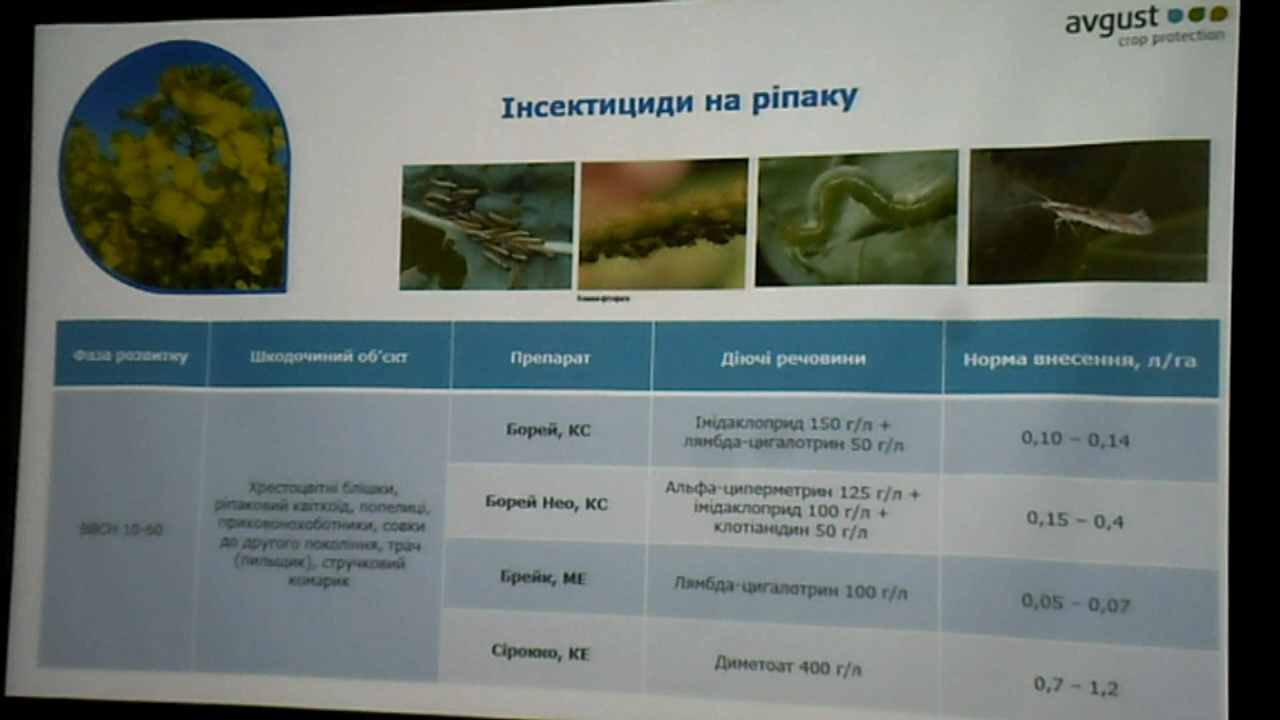 avgust
crop protection
Інсектициди на ріпаку
Фаза розвитку
Шкодочиний об'єкт
Препарат
Діючі речовини
Норма внесення, л/га
BBCH 10-60
Хрестоцвітні блішки,
ріпаковий квіткоїд, попелиці,
прихованохоботники, совки
до другого покоління, трач
(пильщик), стручковий
комарик
Борей, КС
Імідаклоприд 150 г/л +
лямбда-цигалотрин 50 г/л
0,10 – 0,14
Борей Нео, КС
Альфа-циперметрин 125 г/л +
імідаклоприд 100 г/л +
клотіанідин 50 г/л
0,15 – 0,4
Брейк, МЕ
Лямбда-цигалотрин 100 г/л
0,05 – 0,07
Сірокко, КЕ
Диметоат 400 г/л
0,7 – 1,2